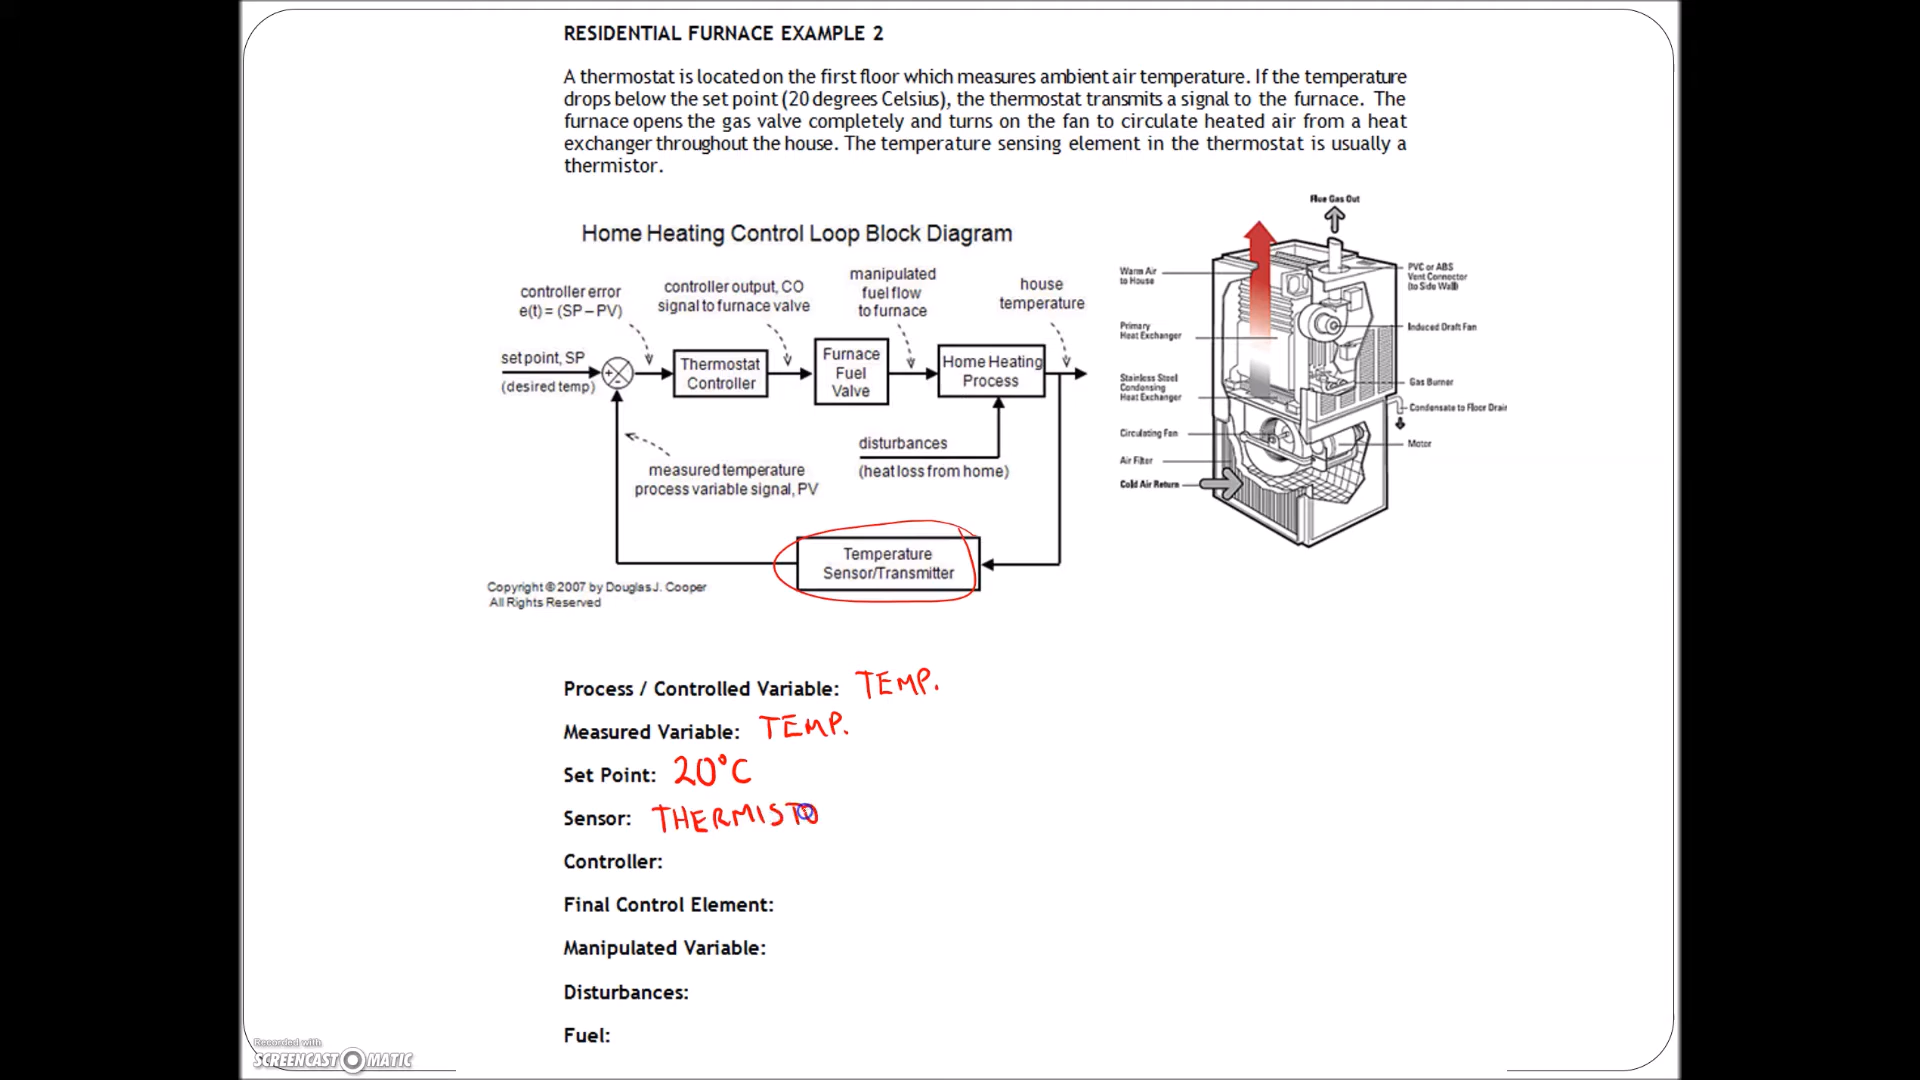 RESIDENTIAL FURNACE EXAMPLE 2
A thermostat is located on the first floor which measures ambient air temperature. If the temperature
drops below the set point (20 degrees Celsius), the thermostat transmits a signal to the furnace. The
furnace opens the gas valve completely and turns on the fan to circulate heated air from a heat
exchanger throughout the house. The temperature sensing element in the thermostat is usually a
thermistor.
Home Heating Control Loop Block Diagram
controller error
e(t) = (SP – PV)
controller output, CO
signal to furnace valve
manipulated
fuel flow
to furnace
house
temperature
set point, SP
(desired temp)
+
-
Thermostat
Controller
Furnace
Fuel
Valve
Home Heating
Process
disturbances
(heat loss from home)
measured temperature
process variable signal, PV
Temperature
Sensor/Transmitter
Copyright © 2007 by Douglas J. Cooper
All Rights Reserved
Flue Gas Out
Warm Air
to House
Primary
Heat Exchanger
Stainless Steel
Condensing
Heat Exchanger
Circulating Fan
Air Filter
Cold Air Return
PVC or ABS
Vent Connector
(to Side Wall)
Induced Draft Fan
Gas Burner
Condensate to Floor Drain
Motor
Process / Controlled Variable: TEMP.
Measured Variable: TEMP.
Set Point: 20°C
Sensor: THERMISTO
Controller:
Final Control Element:
Manipulated Variable:
Disturbances:
Fuel:
Recorded with
SCREENCAST O MATIC